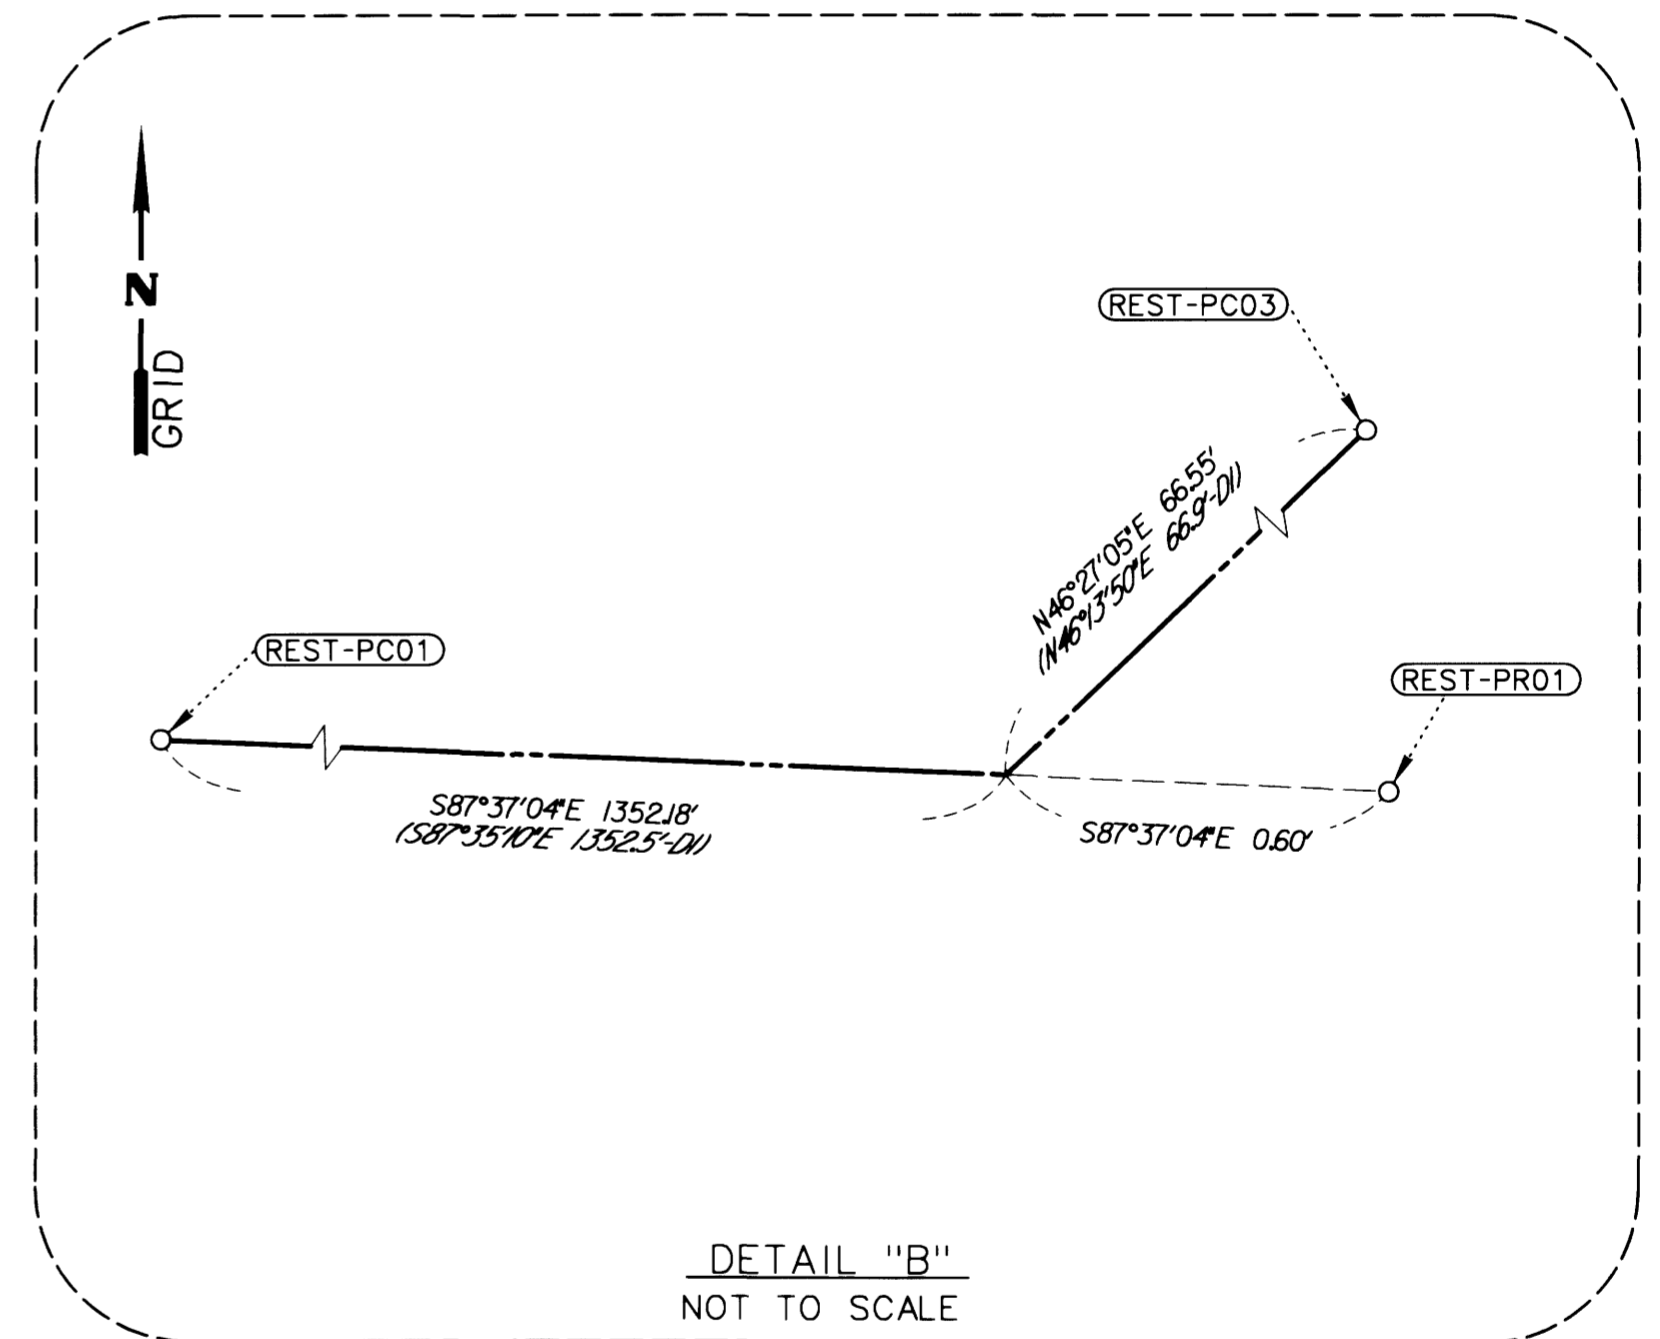 N
GRID
REST-PC03
N46°27'05"E 66.55'
(N46°13'50"E 66.9'-D1)
REST-PC01
REST-PR01
S87°37'04"E 1352.18'
(S87°35'10"E 1352.5'-D1)
S87°37'04"E 0.60'
DETAIL "B"
NOT TO SCALE